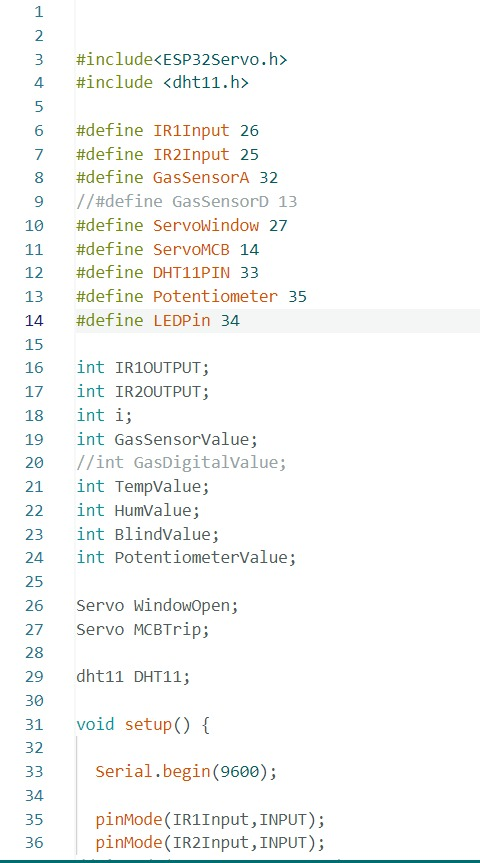 1
2
3 #include<ESP32Servo.h>
4 #include <dht11.h>
5
6 #define IR1Input 26
7 #define IR2Input 25
8 #define GasSensorA 32
9 //#define GasSensorD 13
10 #define ServoWindow 27
11 #define ServoMCB 14
12 #define DHT11PIN 33
13 #define Potentiometer 35
14 #define LEDPin 34
15
16 int IR1OUTPUT;
17 int IR2OUTPUT;
18 int i;
19 int GasSensorValue;
20 //int GasDigitalValue;
21 int TempValue;
22 int HumValue;
23 int BlindValue;
24 int PotentiometerValue;
25
26 Servo WindowOpen;
27 Servo MCBTrip;
28
29 dht11 DHT11;
30
31 void setup() {
32
33 Serial.begin(9600);
34
35 pinMode(IR1Input,INPUT);
36 pinMode(IR2Input,INPUT);